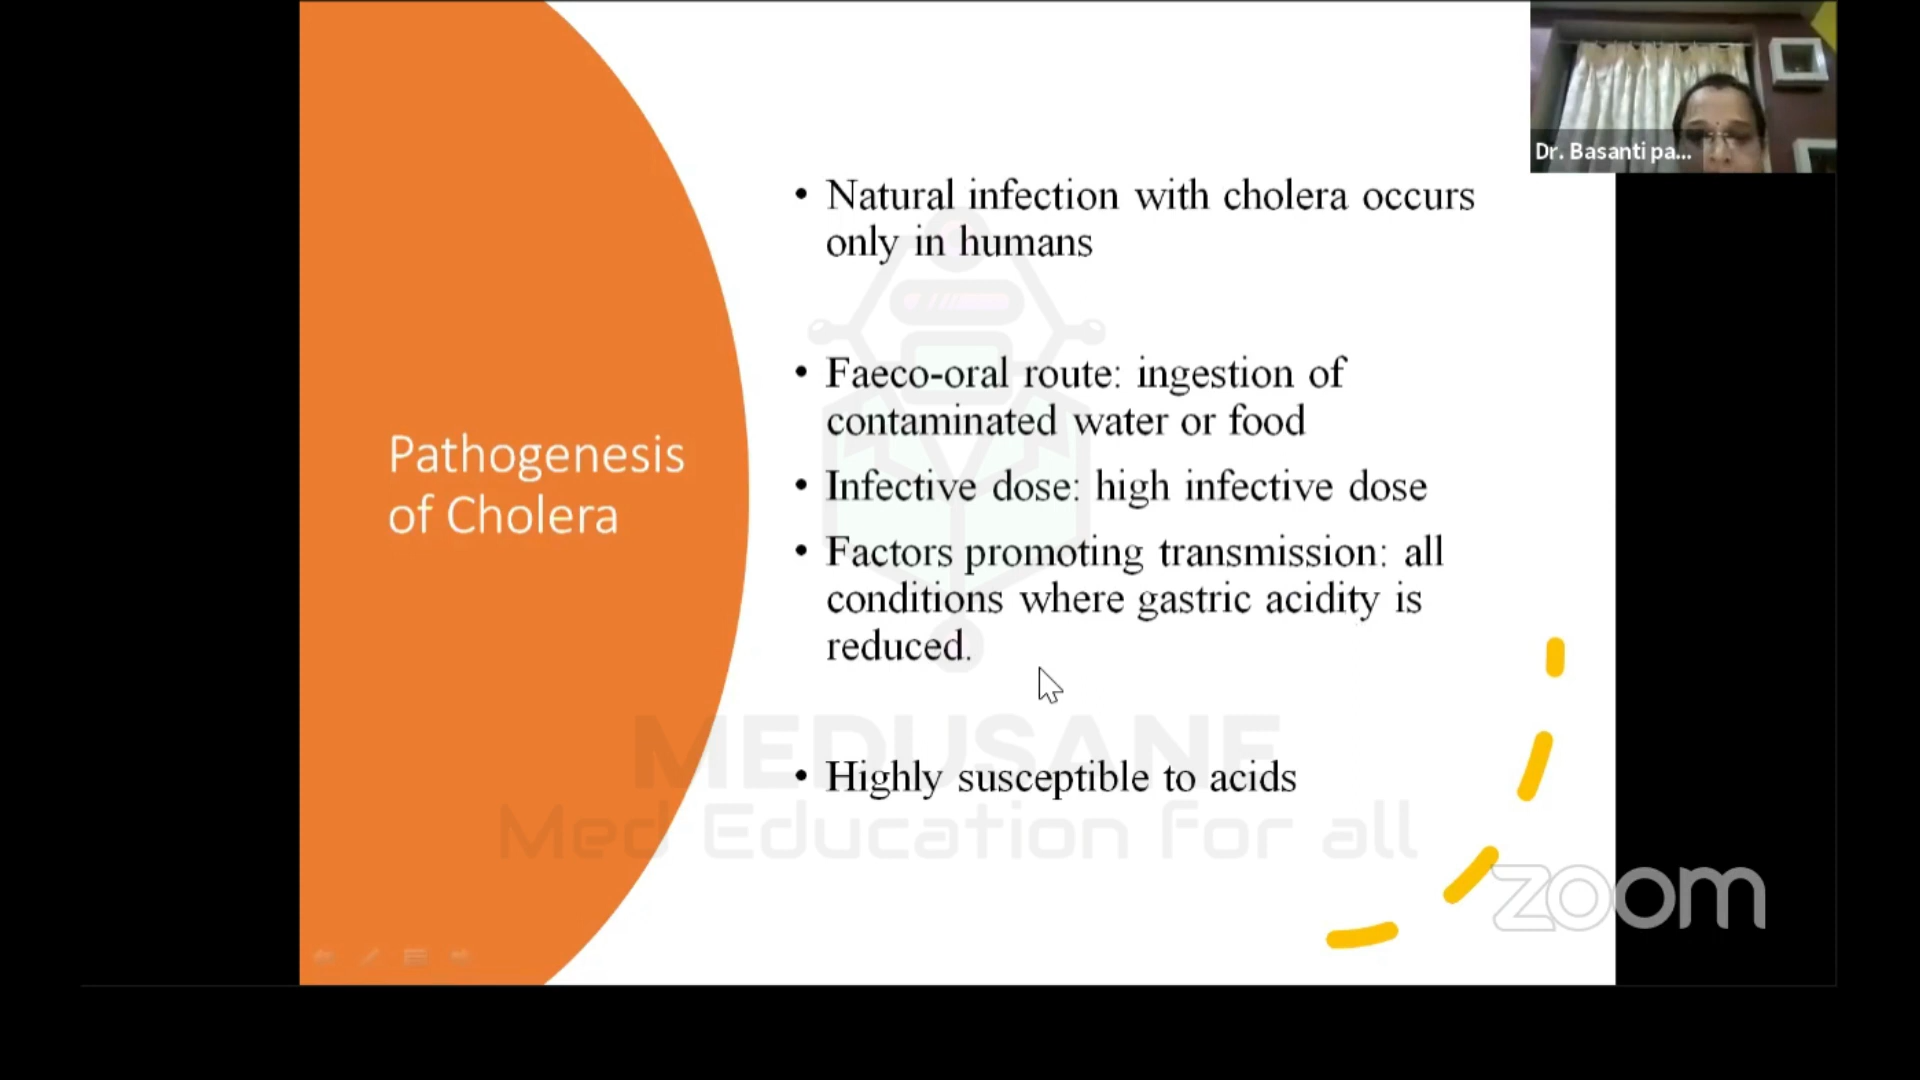 Dr. Basanti pa...
• Natural infection with cholera occurs
only in humans
• Faeco-oral route: ingestion of
contaminated water or food
• Infective dose: high infective dose
• Factors promoting transmission: all
conditions where gastric acidity is
reduced.
• Highly susceptible to acids
Pathogenesis
of Cholera
MEDUSANE
Med Education for all
zoom